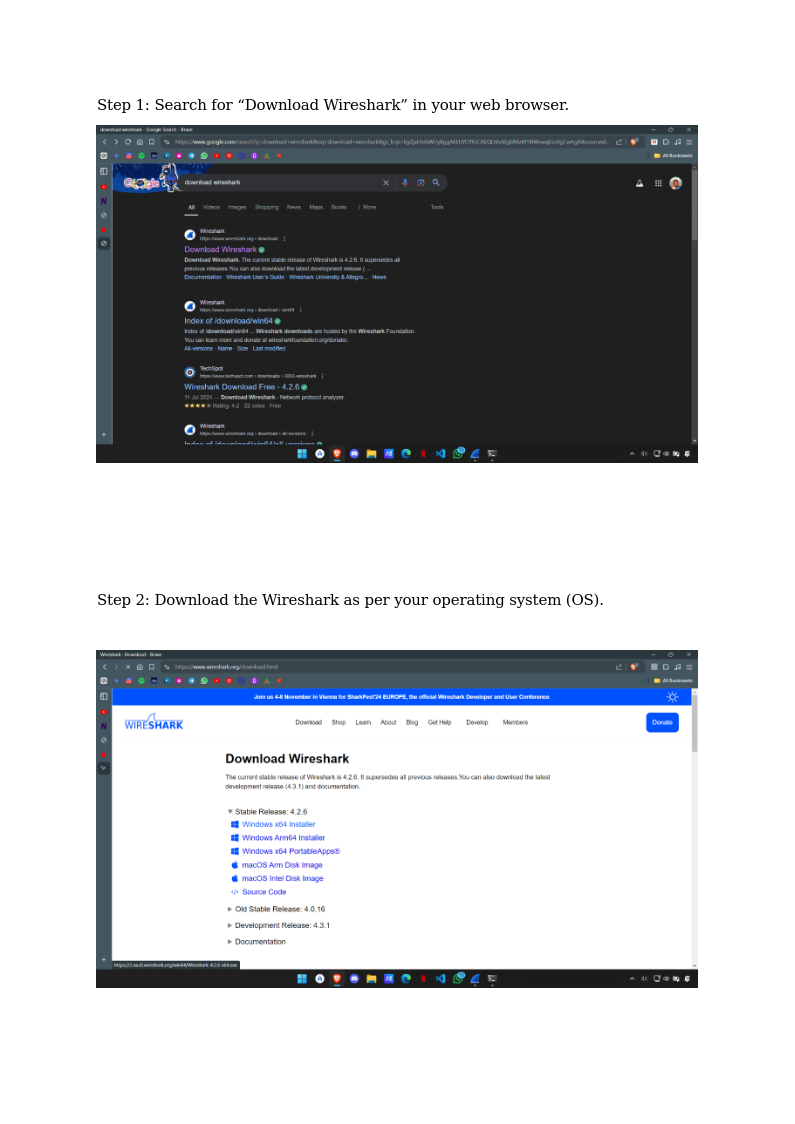 Step 1: Search for “Download Wireshark” in your web browser.
download wireshark - Google Search - Brave
All Bookmarks
Google
download wireshark
All Videos Images Shopping News Maps Books More Tools
Wireshark
https://www.wireshark.org › download
Download Wireshark
Download Wireshark. The current stable release of Wireshark is 4.2.6. It supersedes all
previous releases.You can also download the latest development release ( ...
Documentation · Wireshark User's Guide · Wireshark University & Allegro... · News
Wireshark
https://www.wireshark.org › download › win64
Index of /download/win64
Index of /download/win64 ... Wireshark downloads are hosted by the Wireshark Foundation.
You can learn more and donate at wiresharkfoundation.org/donate/.
All-versions · Name · Size · Last modified
TechSpot
https://www.techspot.com › downloads › 3093-wireshark
Wireshark Download Free - 4.2.6
11 Jul 2024 — Download Wireshark - Network protocol analyzer.
Rating: 4.2 · 22 votes · Free
Wireshark
https://www.wireshark.org › download › all-versions
Index of /download/win64/all-versions
Step 2: Download the Wireshark as per your operating system (OS).
Wireshark · Download - Brave
https://www.wireshark.org/download.html
All Bookmarks
Join us 4-8 November in Vienna for SharkFest'24 EUROPE, the official Wireshark Developer and User Conference
WIRESHARK
Download Shop Learn About Blog Get Help Develop Members Donate
Download Wireshark
The current stable release of Wireshark is 4.2.6. It supersedes all previous releases.You can also download the latest
development release (4.3.1) and documentation.
Stable Release: 4.2.6
Windows x64 Installer
Windows Arm64 Installer
Windows x64 PortableApps®
macOS Arm Disk Image
macOS Intel Disk Image
Source Code
Old Stable Release: 4.0.16
Development Release: 4.3.1
Documentation
https://2.na.dl.wireshark.org/win64/Wireshark-4.2.6-x64.exe